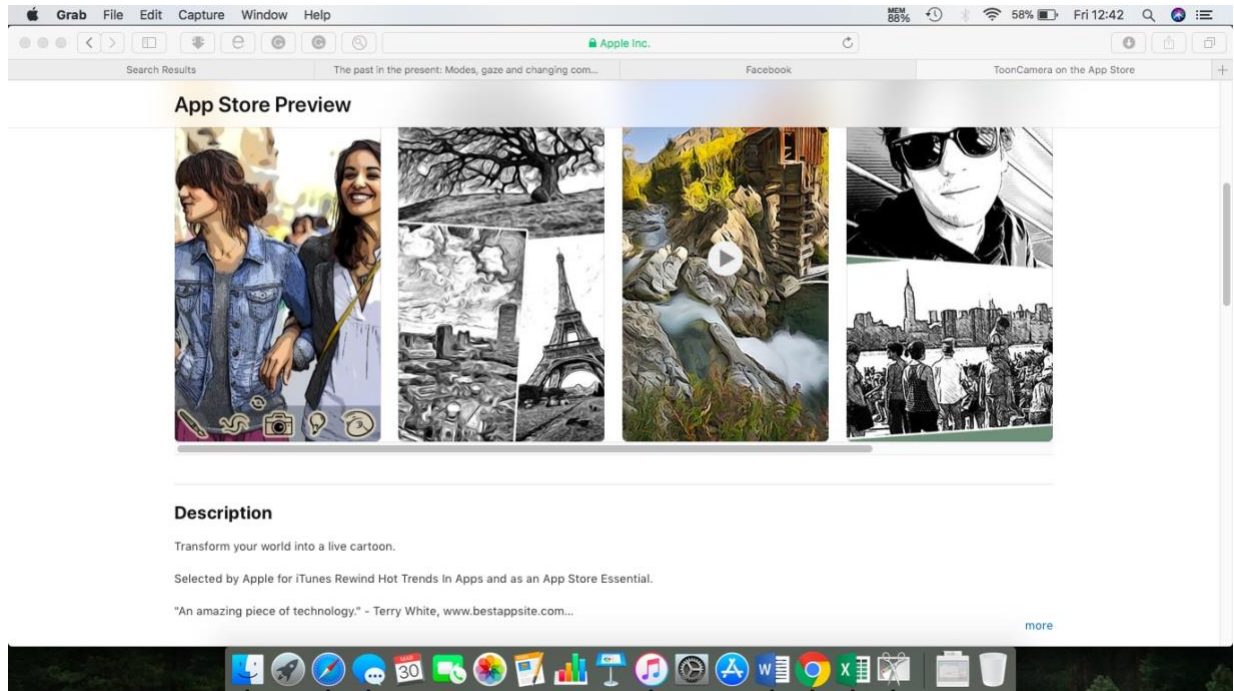 Grab File Edit Capture Window Help MEM 88% 58% Fri 12:42
Apple Inc.
Search Results The past in the present: Modes, gaze and changing com... Facebook ToonCamera on the App Store
App Store Preview
Description
Transform your world into a live cartoon.
Selected by Apple for iTunes Rewind Hot Trends In Apps and as an App Store Essential.
"An amazing piece of technology." - Terry White, www.bestappsite.com...
more
MAR
30